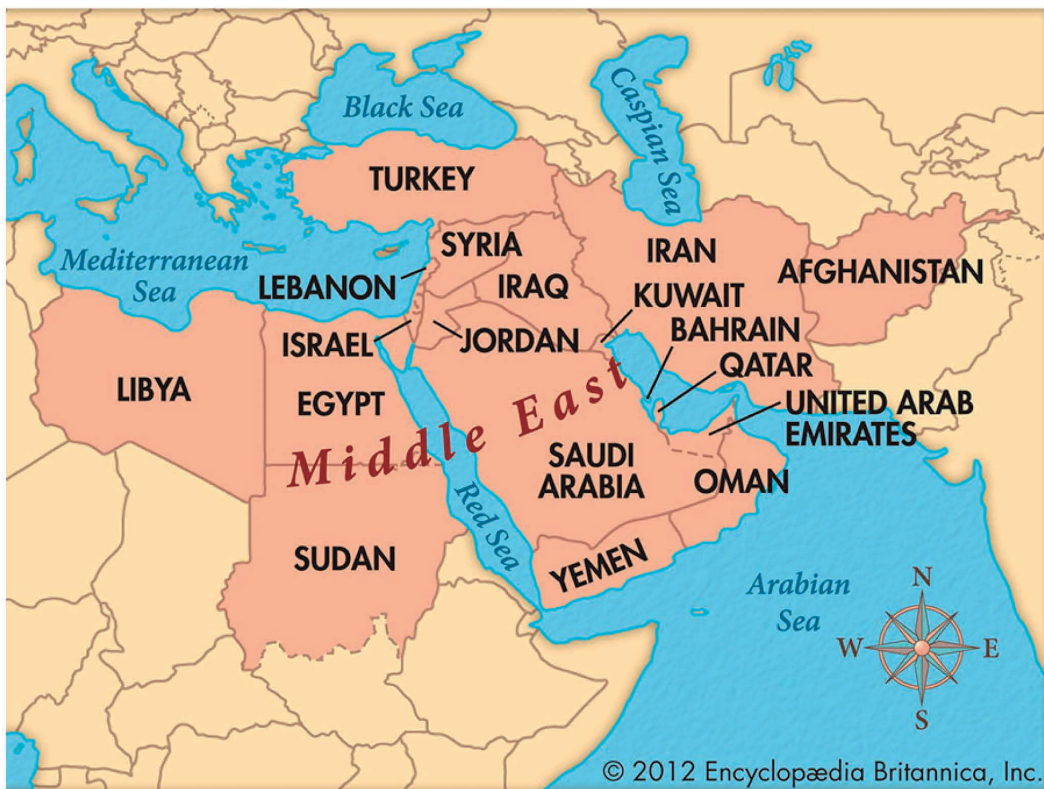 Black Sea
Caspian Sea
TURKEY
Mediterranean
Sea
SYRIA
LEBANON
IRAQ
IRAN
AFGHANISTAN
KUWAIT
ISRAEL
JORDAN
BAHRAIN
QATAR
LIBYA
EGYPT
UNITED ARAB
EMIRATES
Middle East
SAUDI
ARABIA
OMAN
Red Sea
SUDAN
YEMEN
Arabian
Sea
N
W
E
S
© 2012 Encyclopædia Britannica, Inc.